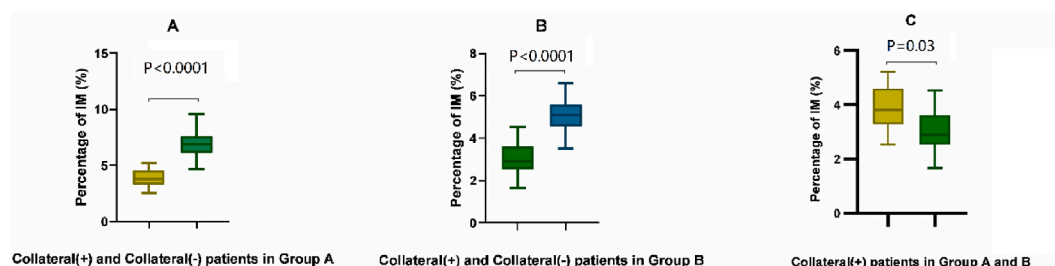 A
Percentage of IM (%)
15
10
5
0
P<0.0001
Collateral(+) and Collateral(-) patients in Group A
B
Percentage of IM (%)
8
6
4
2
0
P<0.0001
Collateral(+) and Collateral(-) patients in Group B
C
Percentage of IM (%)
6
4
2
0
P=0.03
Collateral(+) patients in Group A and B